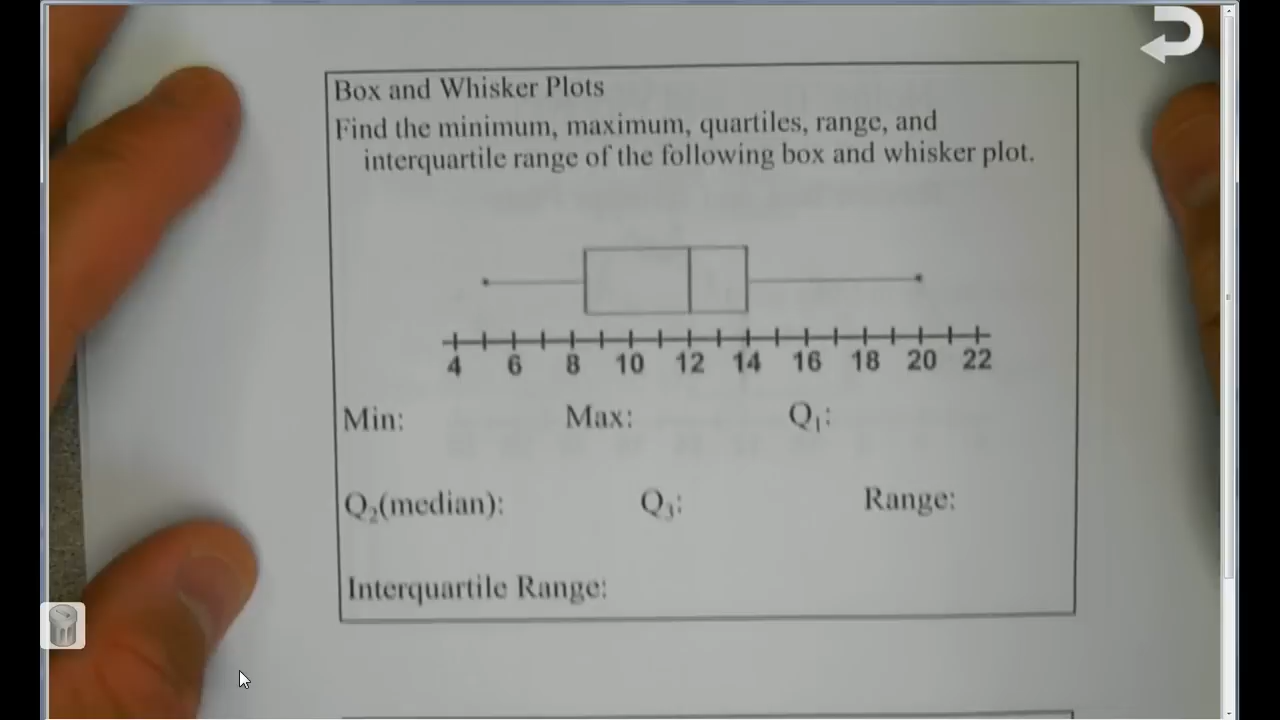 Box and Whisker Plots
Find the minimum, maximum, quartiles, range, and
interquartile range of the following box and whisker plot.
4 6 8 10 12 14 16 18 20 22
Min: Max: Q₁:
Q₂(median): Q₃: Range:
Interquartile Range: